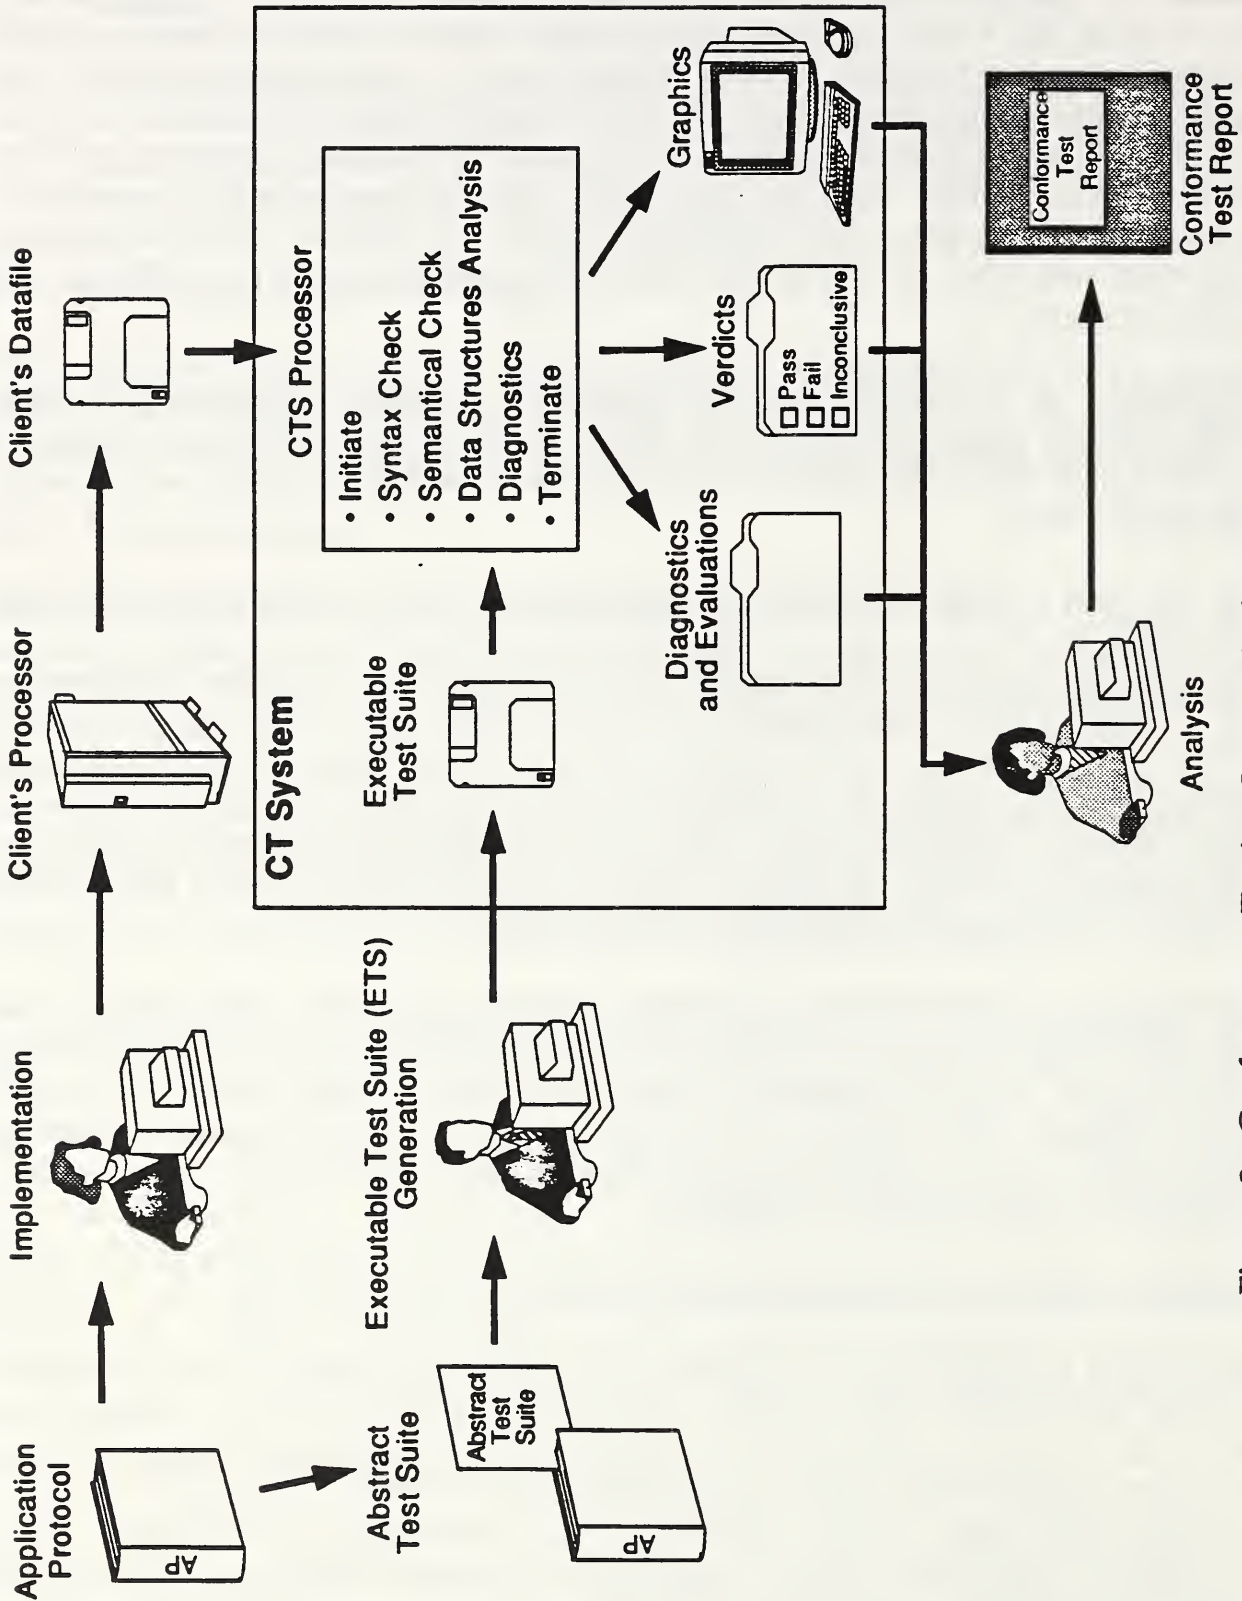 Application
Protocol
AP
Implementation
Client's Processor
Client's Datafile
Abstract
Test Suite
Abstract
Test
Suite
AP
Executable Test Suite (ETS)
Generation
CT System
Executable
Test Suite
CTS Processor
• Initiate
• Syntax Check
• Semantical Check
• Data Structures Analysis
• Diagnostics
• Terminate
Diagnostics
and Evaluations
Verdicts
Pass
Fail
Inconclusive
Graphics
Analysis
Conformance
Test
Report
Conformance
Test Report